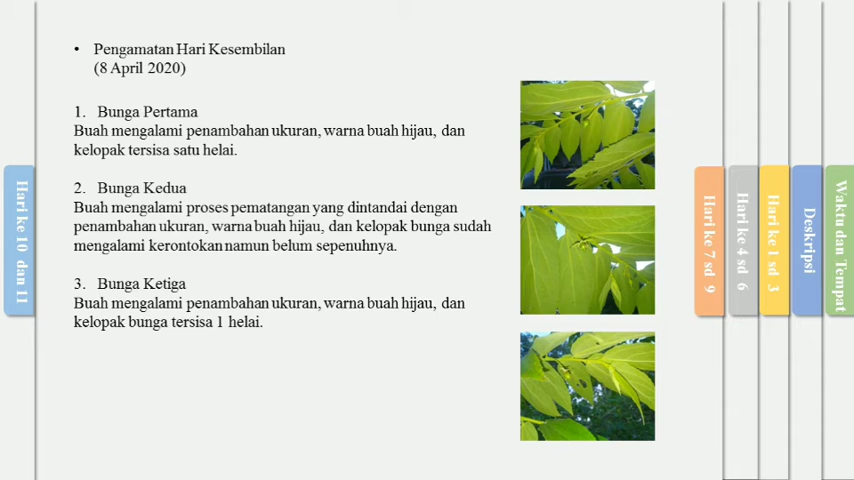 • Pengamatan Hari Kesembilan
(8 April 2020)
1. Bunga Pertama
Buah mengalami penambahan ukuran, warna buah hijau, dan
kelopak tersisa satu helai.
2. Bunga Kedua
Buah mengalami proses pematangan yang dintandai dengan
penambahan ukuran, warna buah hijau, dan kelopak bunga sudah
mengalami kerontokan namun belum sepenuhnya.
3. Bunga Ketiga
Buah mengalami penambahan ukuran, warna buah hijau, dan
kelopak bunga tersisa 1 helai.
Hari ke 10 dan 11
Hari ke 7 sd 9
Hari ke 4 sd 6
Hari ke 1 sd 3
Deskripsi
Waktu dan Tempat